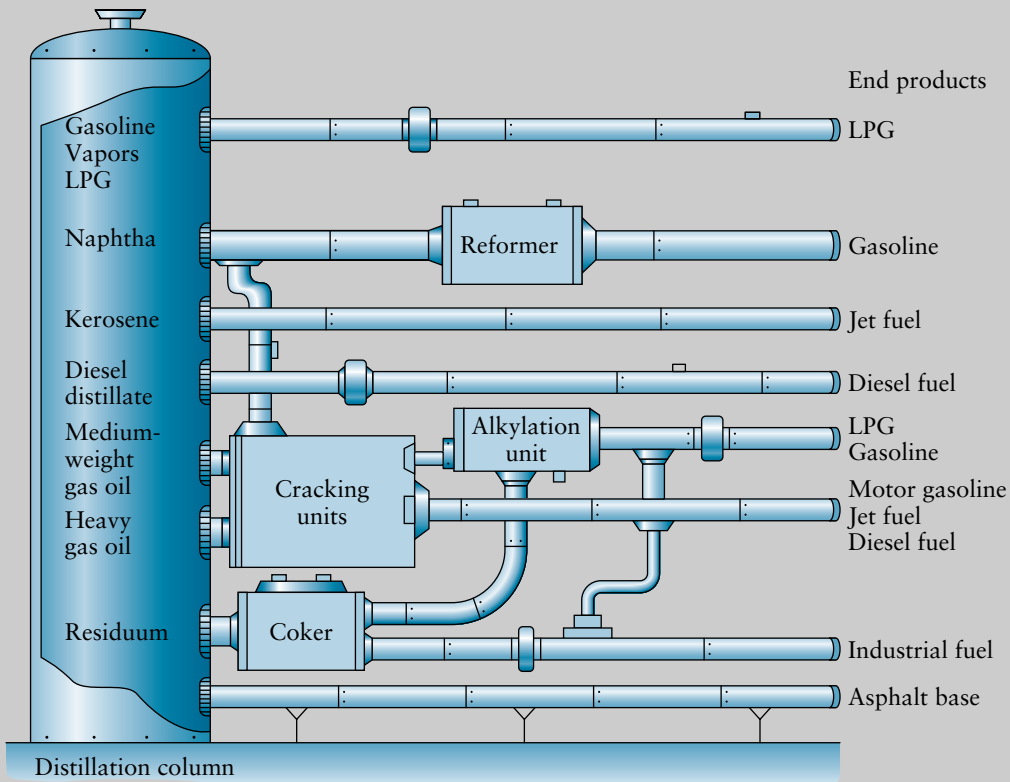 End products
Gasoline
Vapors
LPG
LPG
Naphtha
Reformer
Gasoline
Kerosene
Jet fuel
Diesel
distillate
Diesel fuel
Medium-
weight
gas oil
Alkylation
unit
LPG
Gasoline
Cracking
units
Motor gasoline
Jet fuel
Diesel fuel
Heavy
gas oil
Residuum
Coker
Industrial fuel
Asphalt base
Distillation column